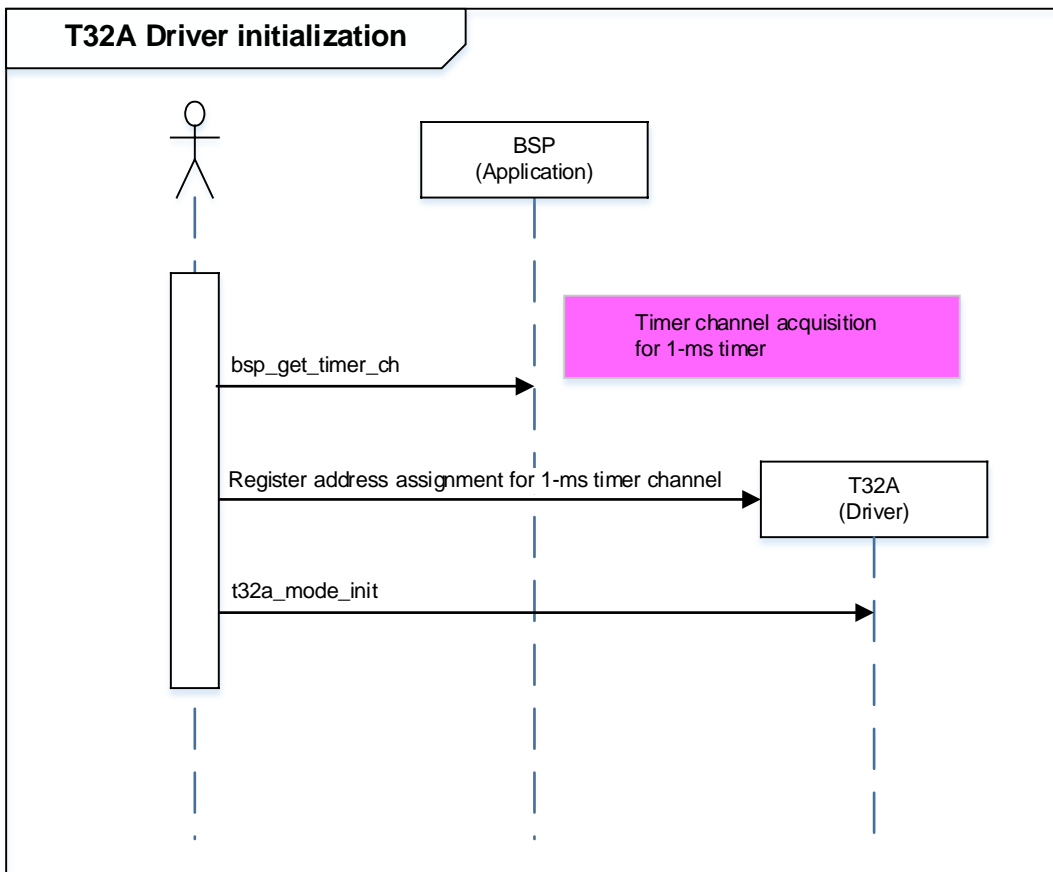 T32A Driver initialization
BSP
(Application)
Timer channel acquisition
for 1-ms timer
bsp_get_timer_ch
Register address assignment for 1-ms timer channel
T32A
(Driver)
t32a_mode_init